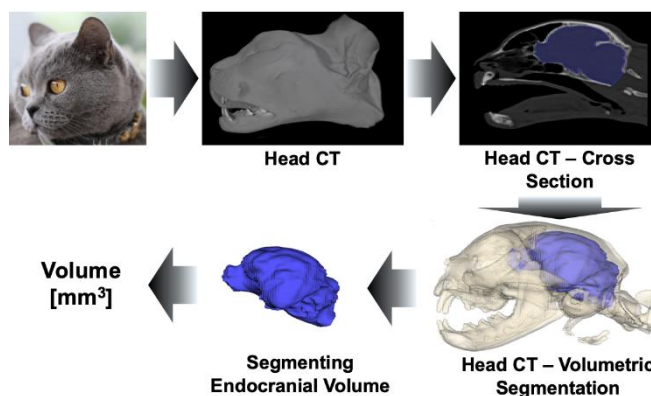 Head CT
Head CT – Cross
Section
Volume
[mm³]
Segmenting
Endocranial Volume
Head CT – Volumetric
Segmentation